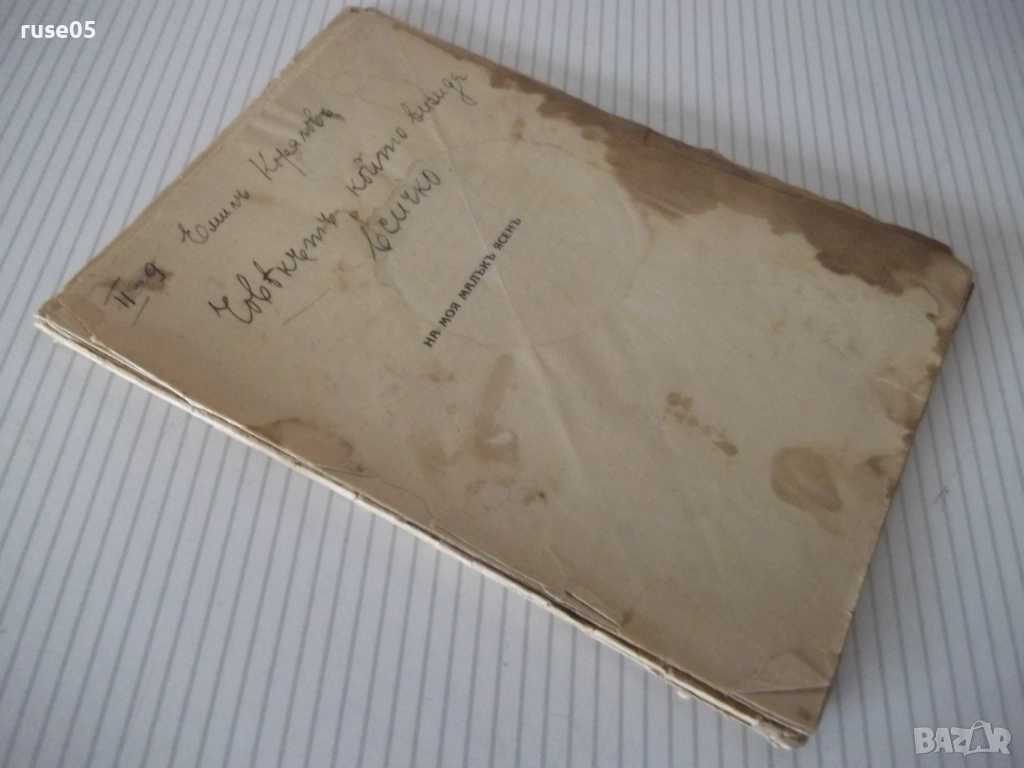 ruse05
II - 9
Емилъ Кораловъ
Човѣкътъ, който вижда
всичко
НА МОЯ МАЛЪКЪ ЯСЕНЪ
BAZAR